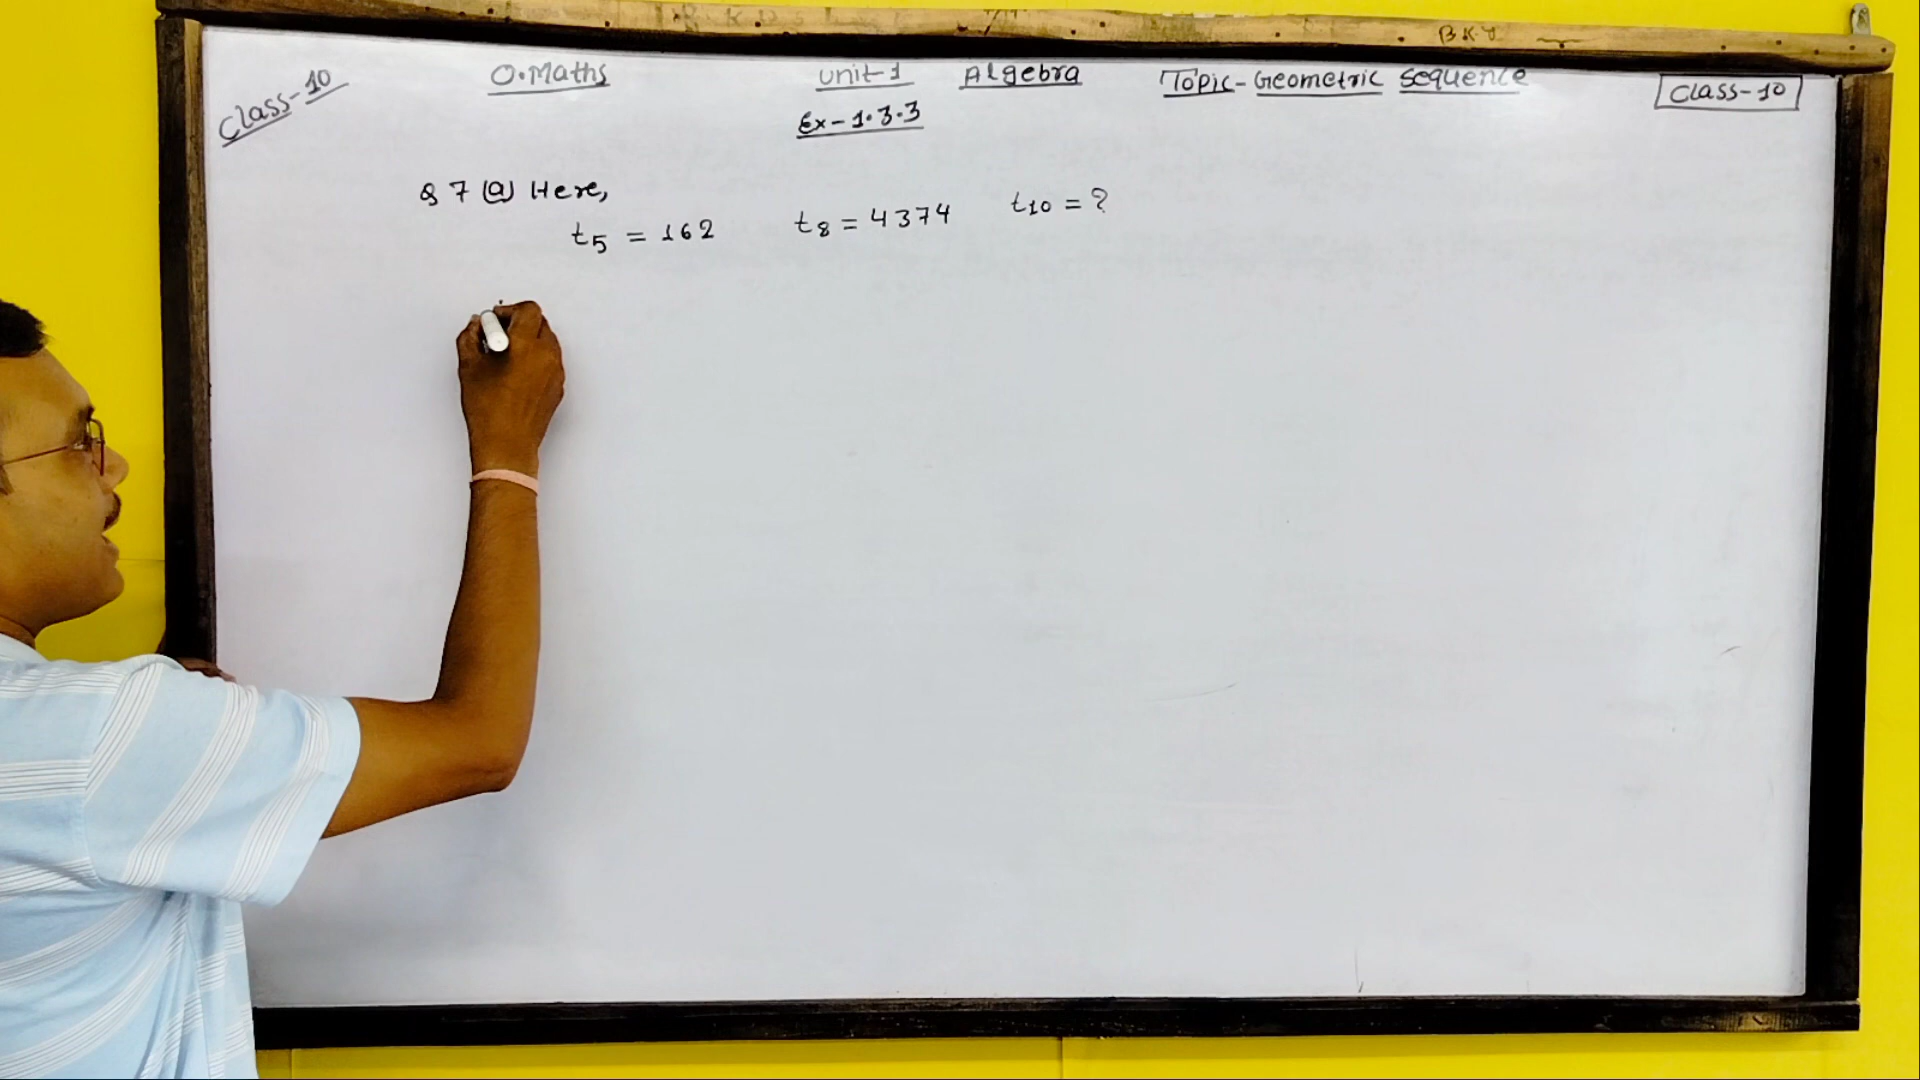 Class-10
O.Maths unit-1 Algebra Topic-Geometric sequence
Class-10
Ex-1.3.3
Q 7 (a) Here,
t5 = 162 t8 = 4374 t10 = ?
B K Y